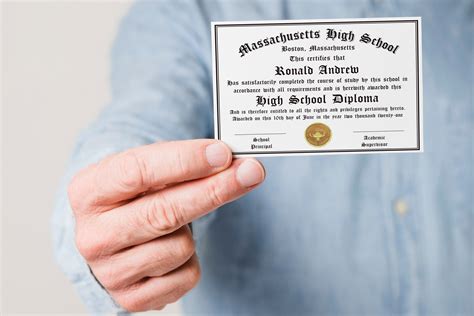 Massachusetts High School
Boston, Massachusetts
This certifies that
Ronald Andrew
Has satisfactorily completed the course of study by this school in
accordance with all requirements and is herewith awarded this
High School Diploma
And is therefore entitled to all the rights and privileges pertaining hereto.
Awarded on this 10th day of June in the year two thousand twenty-one
School
Principal
Academic
Supervisor